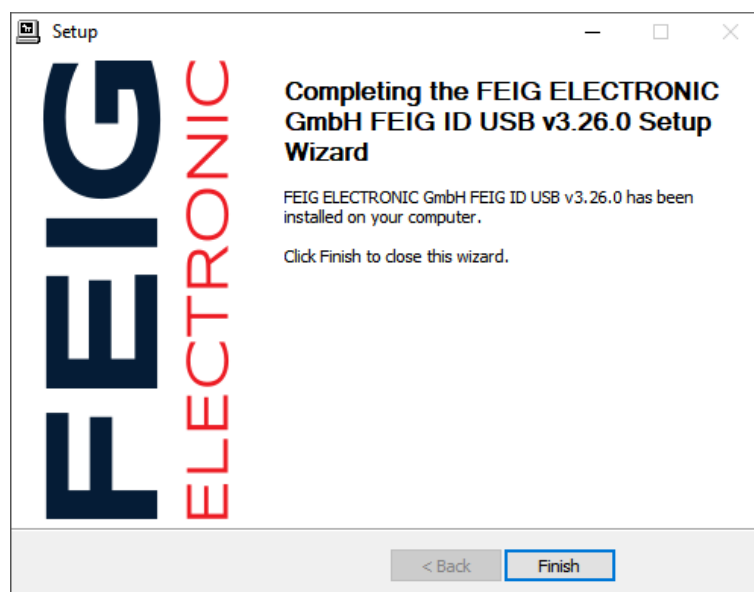 Setup
FEIG
ELECTRONIC
Completing the FEIG ELECTRONIC
GmbH FEIG ID USB v3.26.0 Setup
Wizard
FEIG ELECTRONIC GmbH FEIG ID USB v3.26.0 has been
installed on your computer.
Click Finish to close this wizard.
< Back
Finish